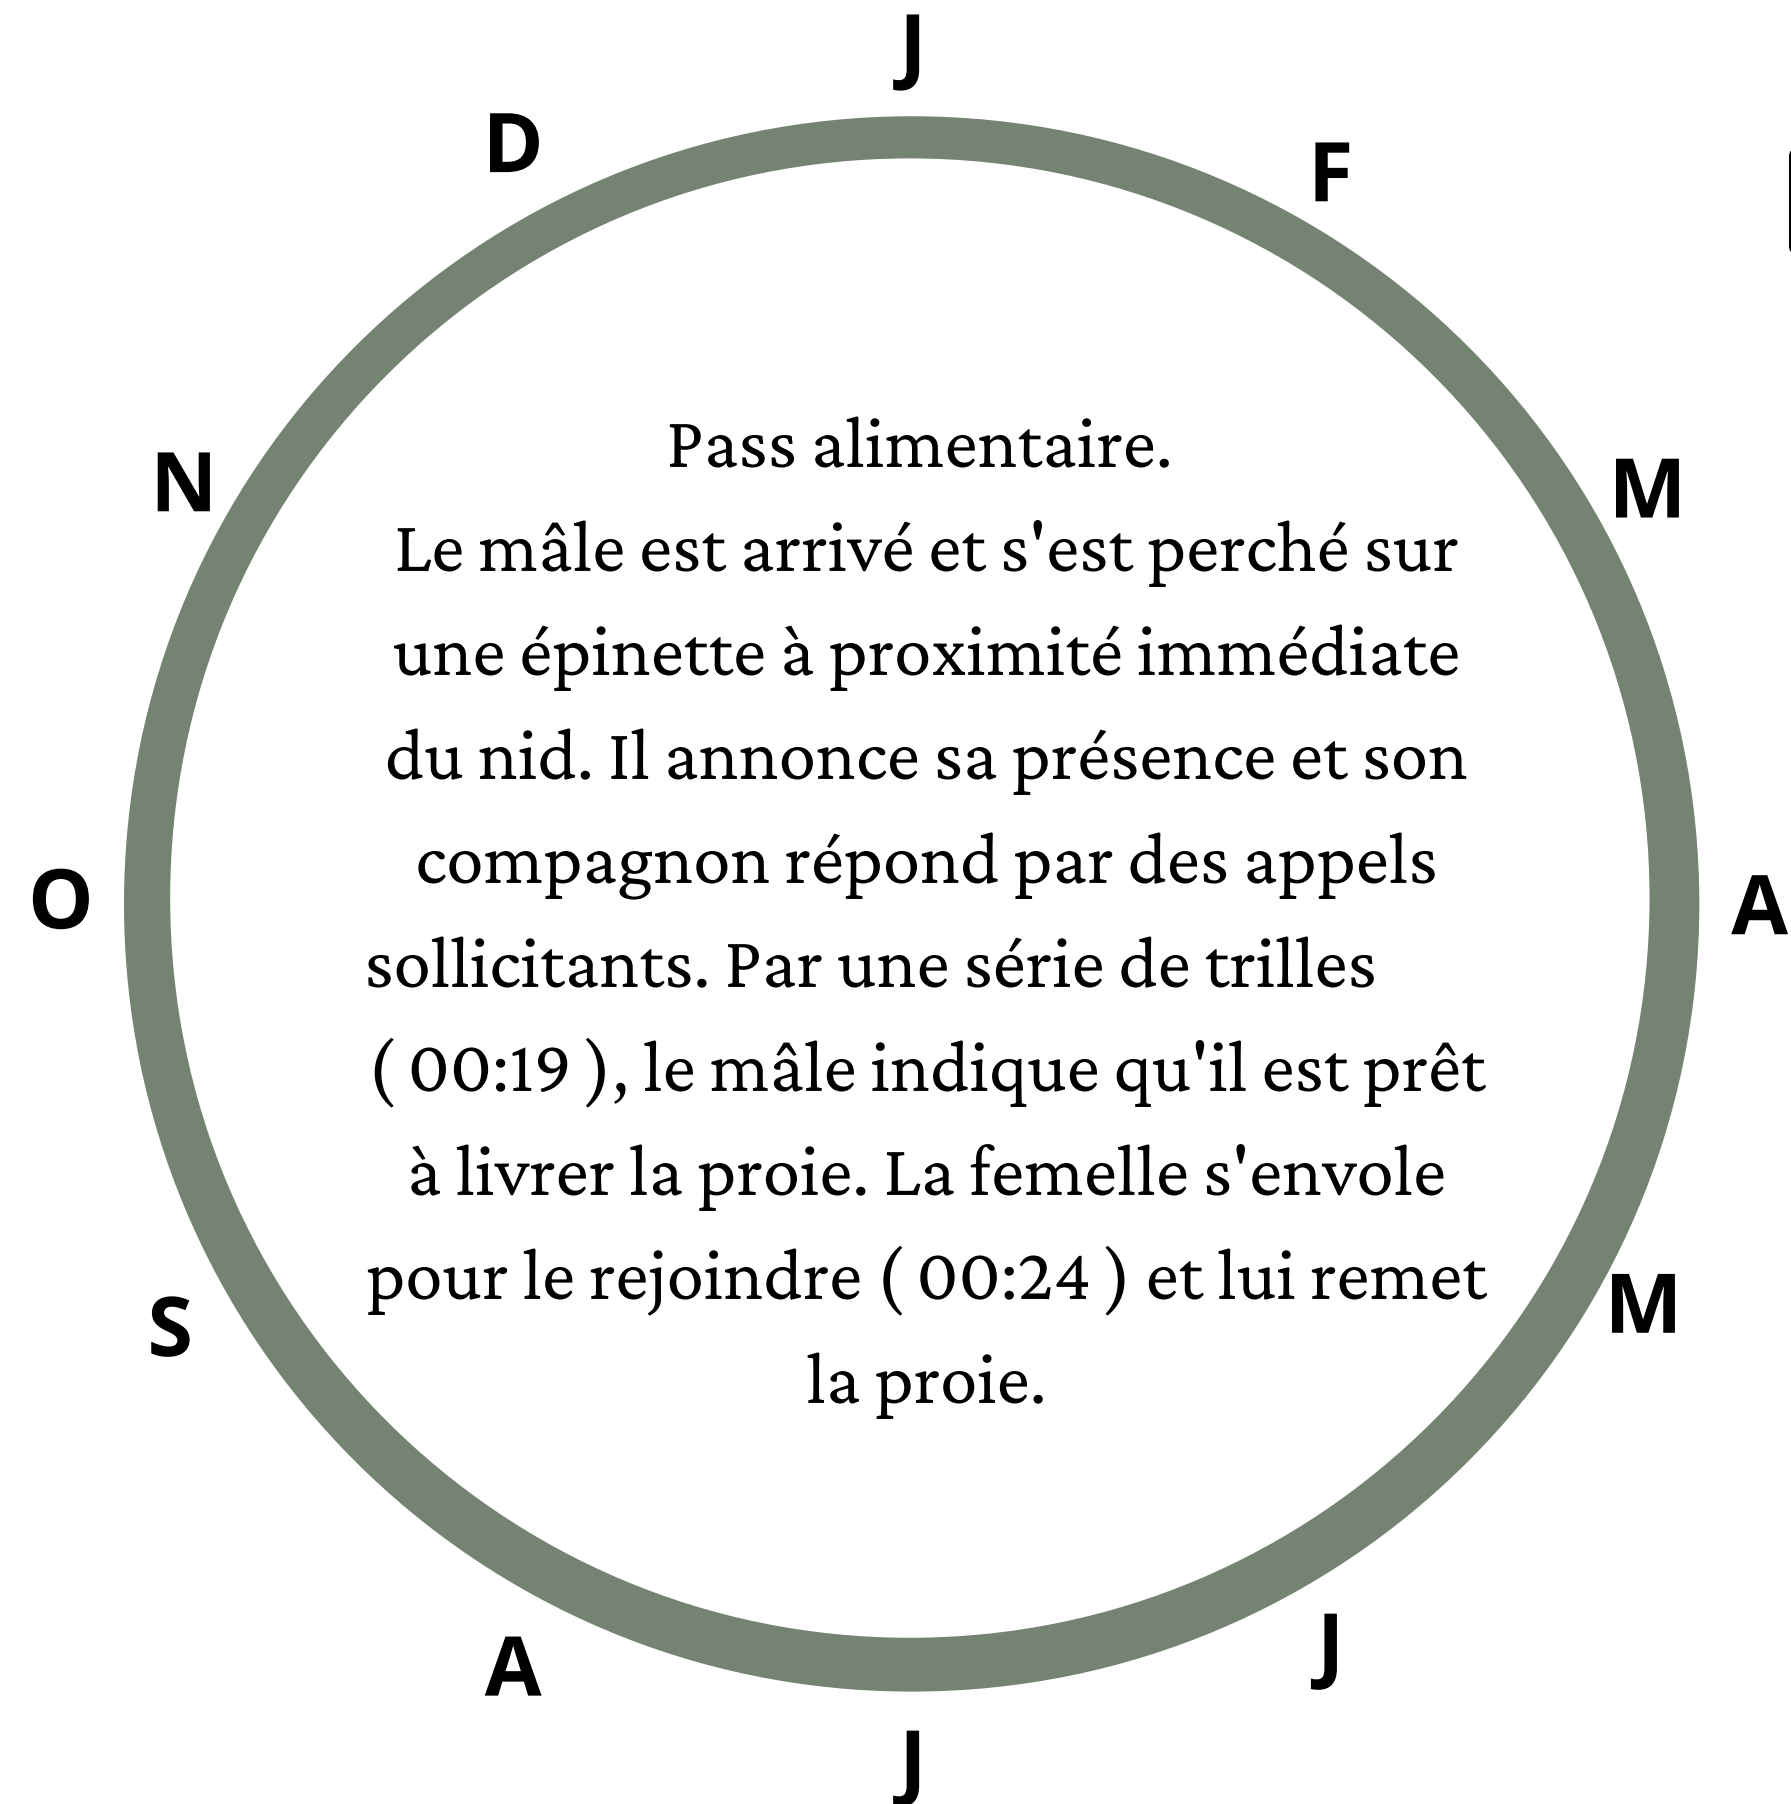 J
D
F
N
M
Pass alimentaire.
Le mâle est arrivé et s'est perché sur
une épinette à proximité immédiate
du nid. Il annonce sa présence et son
compagnon répond par des appels
sollicitants. Par une série de trilles
( 00:19 ), le mâle indique qu'il est prêt
à livrer la proie. La femelle s'envole
pour le rejoindre ( 00:24 ) et lui remet
la proie.
O
A
S
M
A
J
J